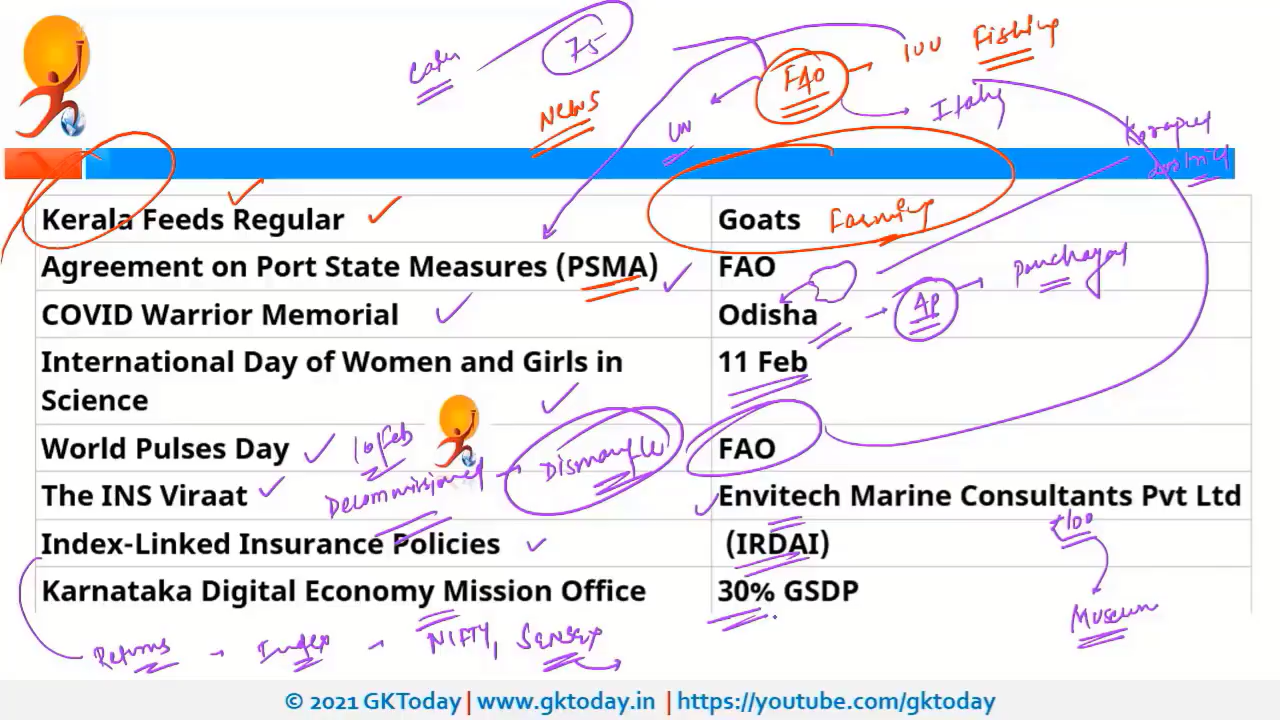 75
FAO
100 Fishing
NEWS
UN
Italy
Koraput
District
Kerala Feeds Regular
Goats Farming
Agreement on Port State Measures (PSMA)
FAO
Panchayat
COVID Warrior Memorial
Odisha
AP
International Day of Women and Girls in
Science
11 Feb
World Pulses Day
10 Feb
FAO
Decommissioned
Dismantle
The INS Viraat
Envitech Marine Consultants Pvt Ltd
₹100
Index-Linked Insurance Policies
(IRDAI)
Karnataka Digital Economy Mission Office
30% GSDP
Museum
Returns - Index - NIFTY, Sensex
© 2021 GKToday | www.gktoday.in | https://youtube.com/gktoday